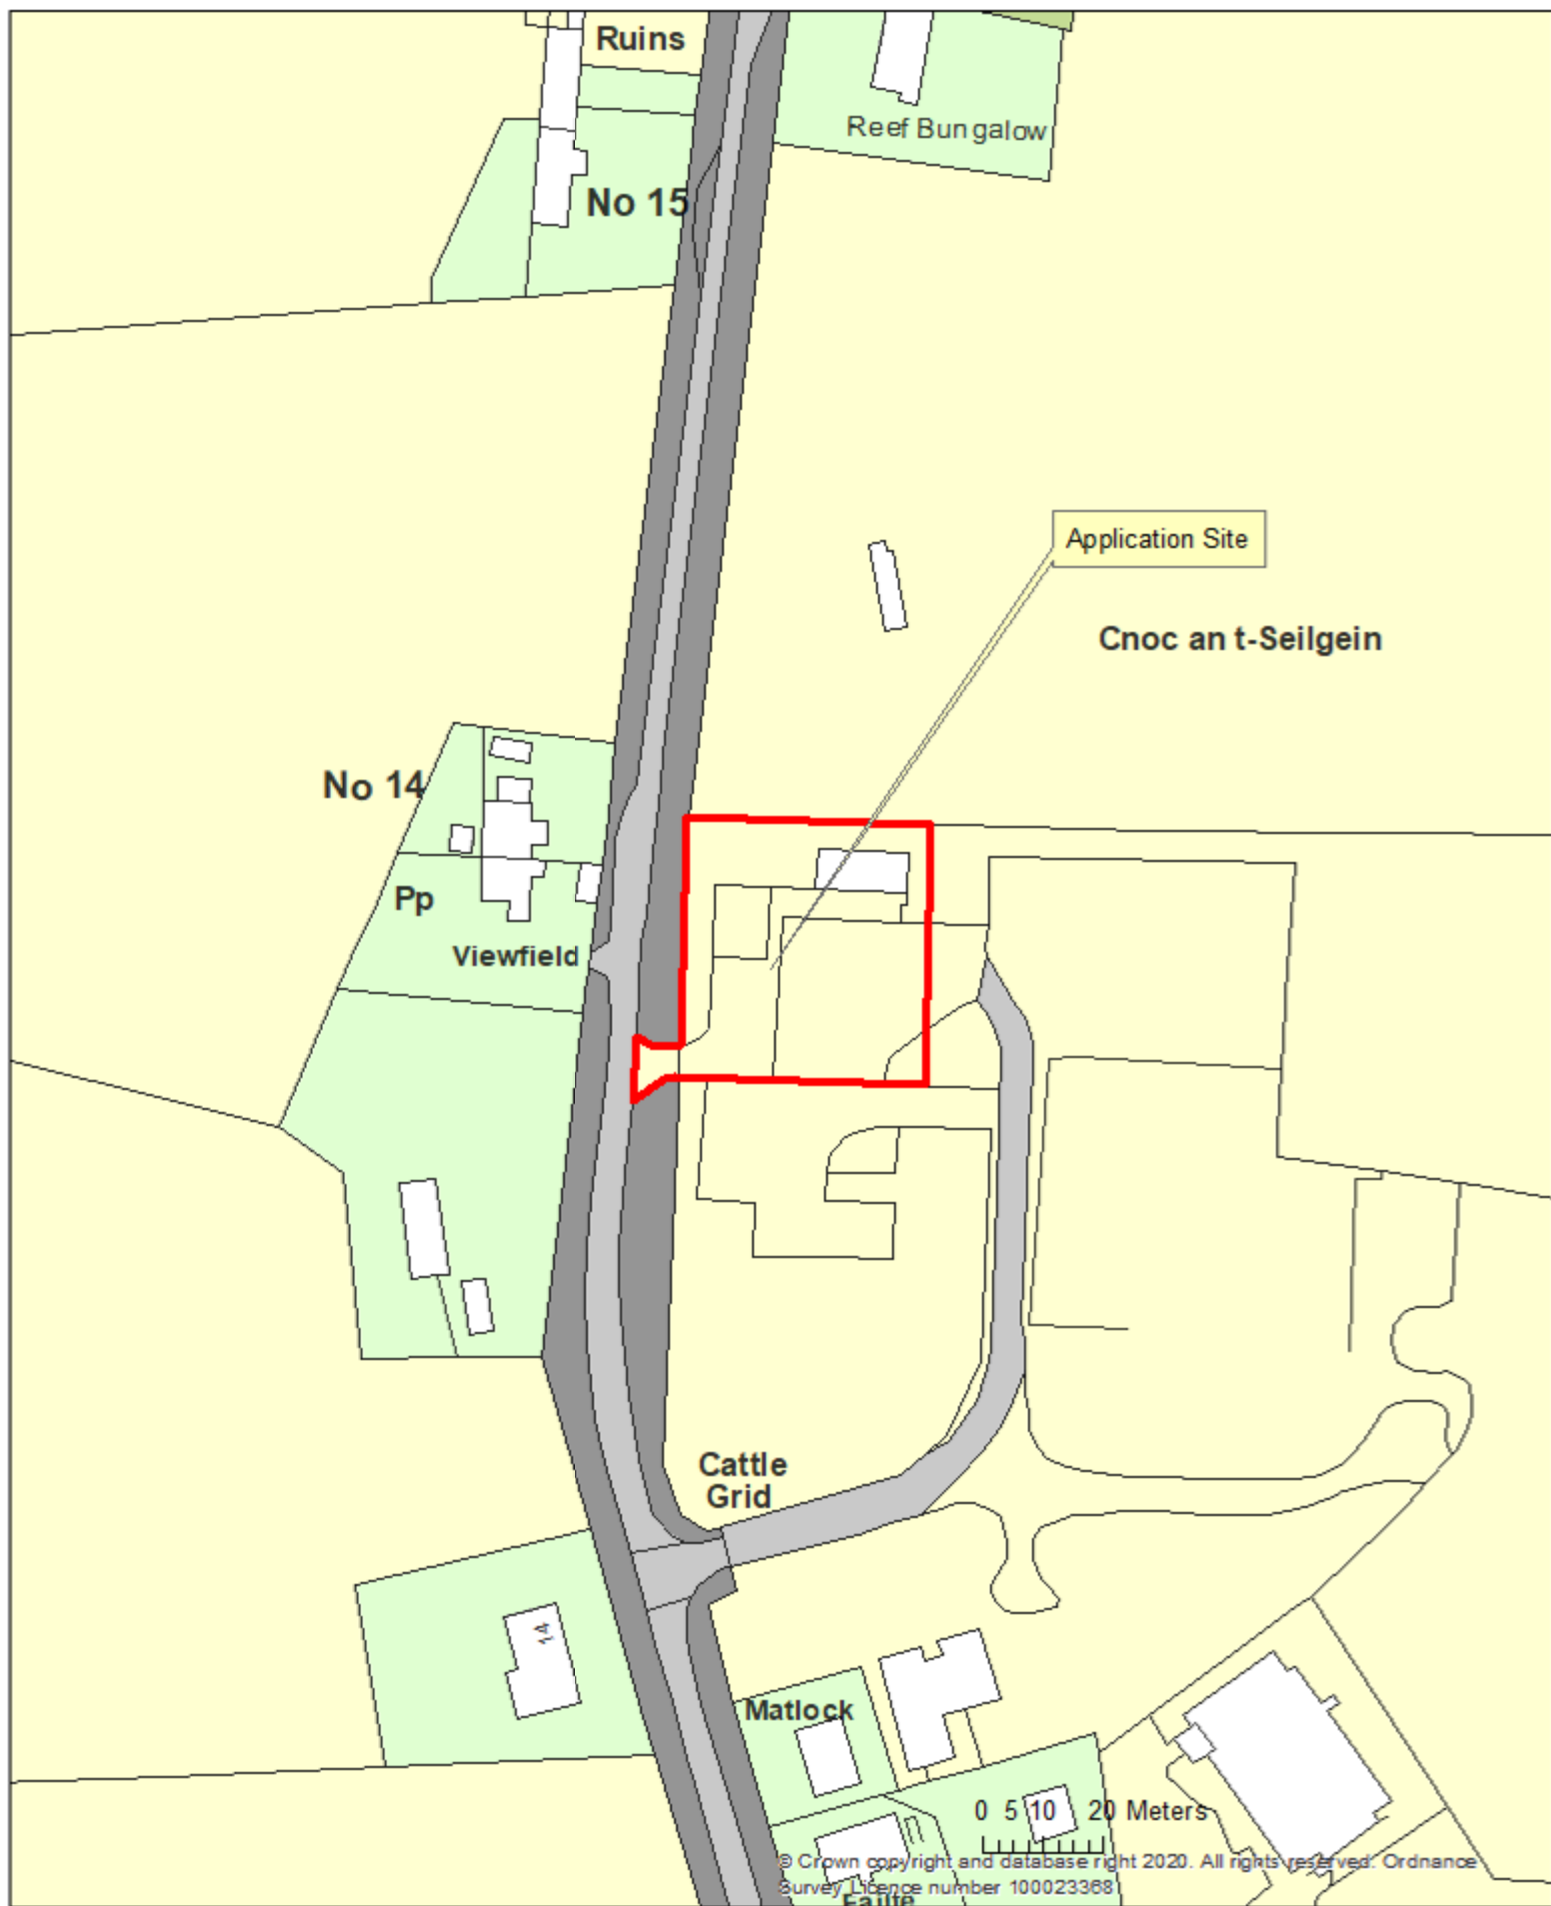 Ruins
Reef Bungalow
No 15
Application Site
Cnoc an t-Seilgein
No 14
Pp
Viewfield
Cattle
Grid
14
Matlock
0 5 10 20 Meters
© Crown copyright and database right 2020. All rights reserved. Ordnance
Survey Licence number 100023368
Failte